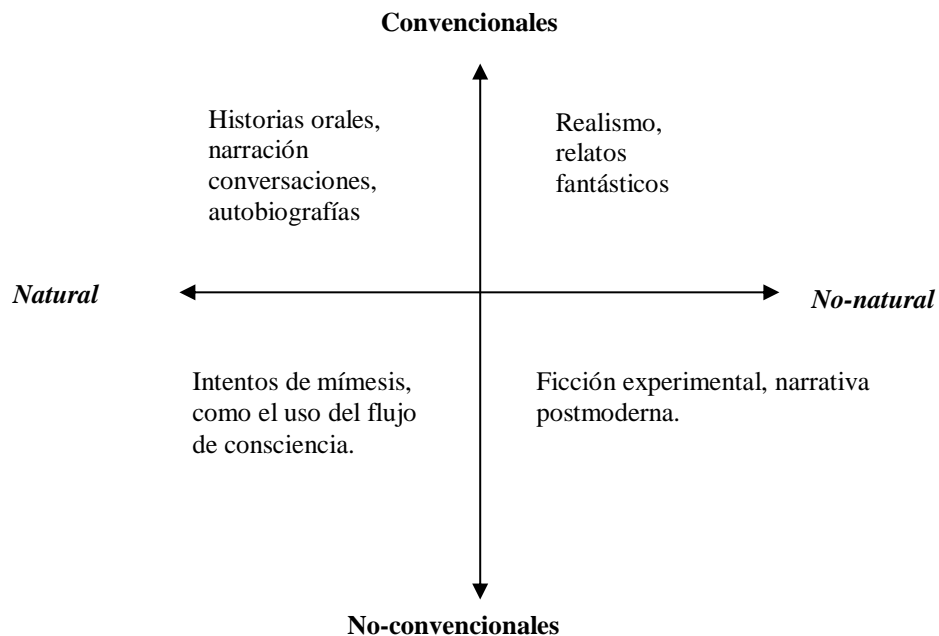 Convencionales
Historias orales,
narración
conversaciones,
autobiografías
Realismo,
relatos
fantásticos
Natural
No-natural
Intentos de mímesis,
como el uso del flujo
de consciencia.
Ficción experimental, narrativa
postmoderna.
No-convencionales